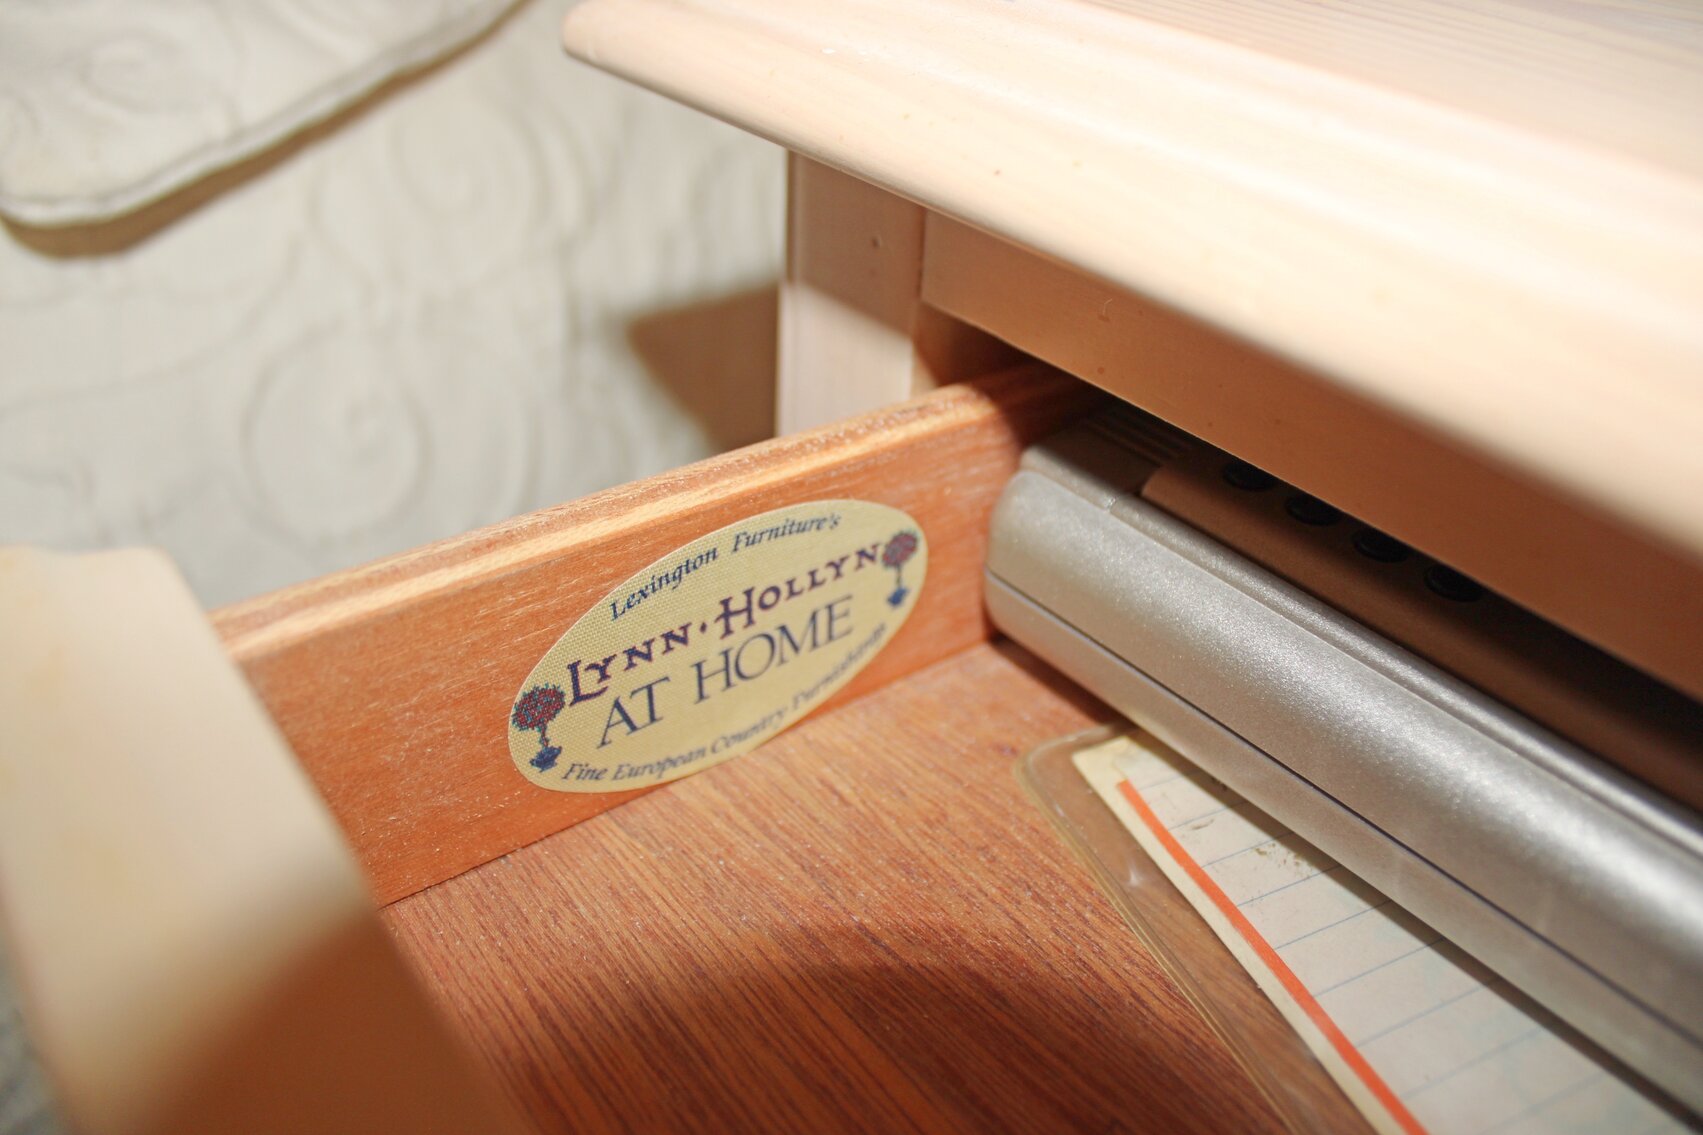 Lexington Furniture's
LYNN·HOLLYN
AT HOME
Fine European Country Furnishings